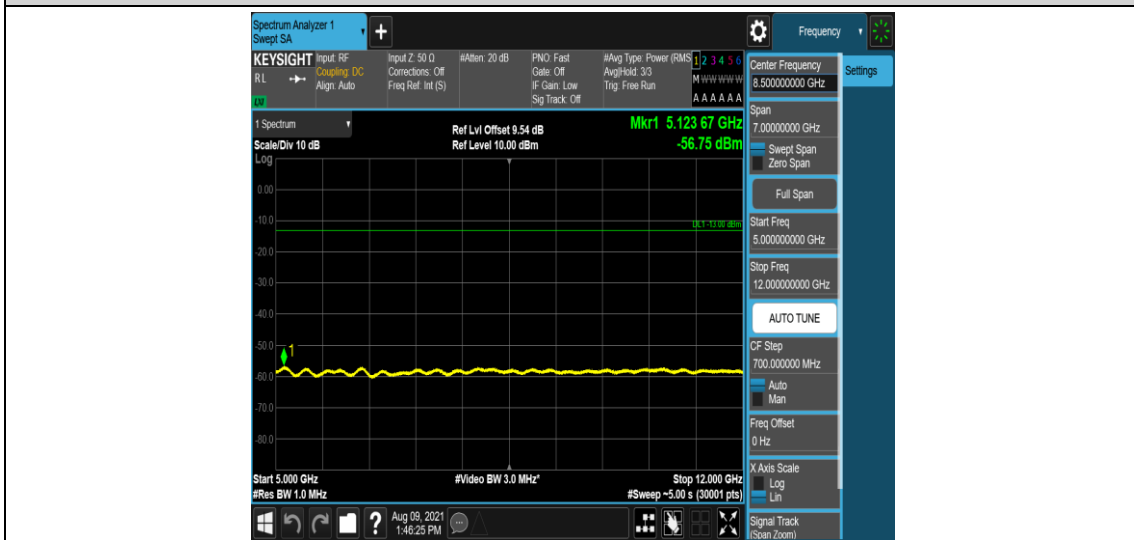 Spectrum Analyzer 1
Swept SA
+
Frequency
KEYSIGHT
RL
LXI
Input: RF
Coupling: DC
Align: Auto
Input Z: 50 Ω
Corrections: Off
Freq Ref: Int (S)
#Atten: 20 dB
PNO: Fast
Gate: Off
IF Gain: Low
Sig Track: Off
#Avg Type: Power (RMS
Avg|Hold: 3/3
Trig: Free Run
1 2 3 4 5 6
M W W W W W
A A A A A A
1 Spectrum
Scale/Div 10 dB
Ref Lvl Offset 9.54 dB
Ref Level 10.00 dBm
Mkr1 5.123 67 GHz
-56.75 dBm
Log
0.00
-10.0
-20.0
-30.0
-40.0
-50.0
-60.0
-70.0
-80.0
DL1 -13.00 dBm
1
Start 5.000 GHz
#Res BW 1.0 MHz
#Video BW 3.0 MHz*
Stop 12.000 GHz
#Sweep ~5.00 s (30001 pts)
Center Frequency
8.500000000 GHz
Settings
Span
7.00000000 GHz
Swept Span
Zero Span
Full Span
Start Freq
5.000000000 GHz
Stop Freq
12.000000000 GHz
AUTO TUNE
CF Step
700.000000 MHz
Auto
Man
Freq Offset
0 Hz
X Axis Scale
Log
Lin
Signal Track
(Span Zoom)
?
Aug 09, 2021
1:46:25 PM